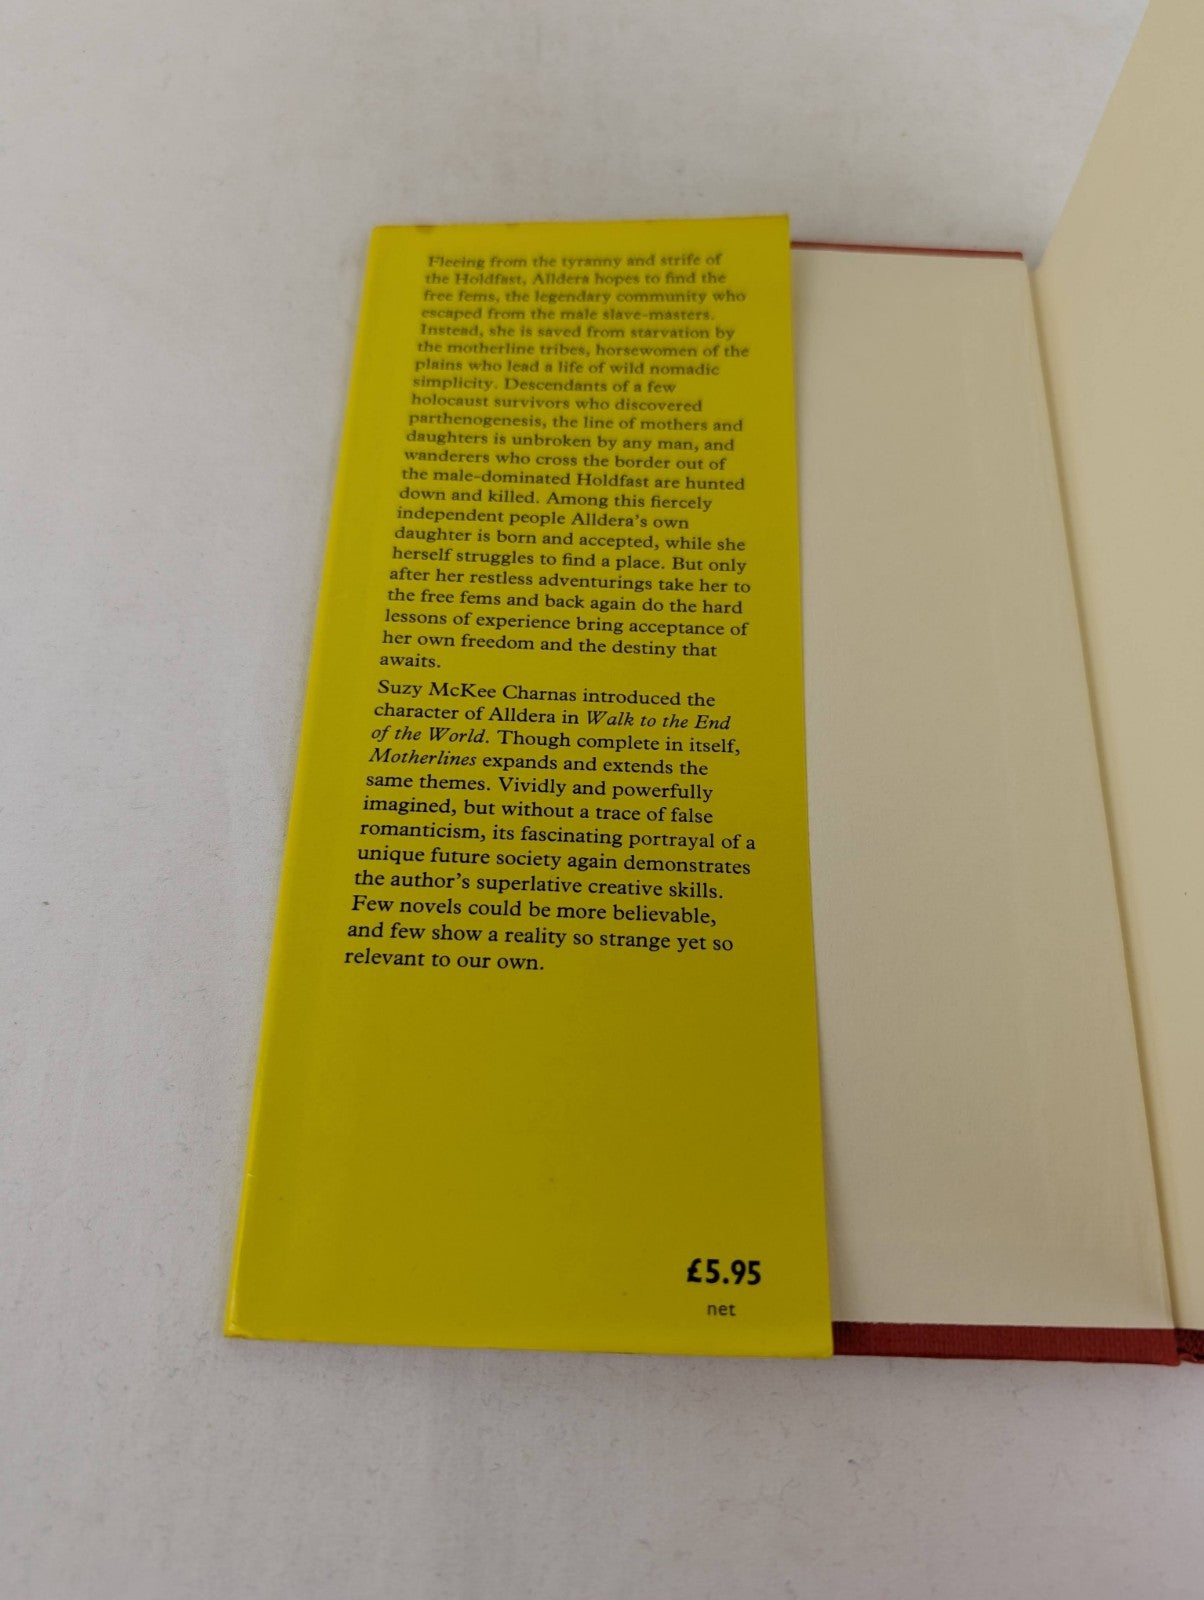 Fleeing from the tyranny and strife of
the Holdfast, Alldera hopes to find the
free fems, the legendary community who
escaped from the male slave-masters.
Instead, she is saved from starvation by
the motherline tribes, horsewomen of the
plains who lead a life of wild nomadic
simplicity. Descendants of a few
holocaust survivors who discovered
parthenogenesis, the line of mothers and
daughters is unbroken by any man, and
wanderers who cross the border out of
the male-dominated Holdfast are hunted
down and killed. Among this fiercely
independent people Alldera's own
daughter is born and accepted, while she
herself struggles to find a place. But only
after her restless adventurings take her to
the free fems and back again do the hard
lessons of experience bring acceptance of
her own freedom and the destiny that
awaits.
Suzy McKee Charnas introduced the
character of Alldera in Walk to the End
of the World. Though complete in itself,
Motherlines expands and extends the
same themes. Vividly and powerfully
imagined, but without a trace of false
romanticism, its fascinating portrayal of a
unique future society again demonstrates
the author's superlative creative skills.
Few novels could be more believable,
and few show a reality so strange yet so
relevant to our own.
£5.95
net